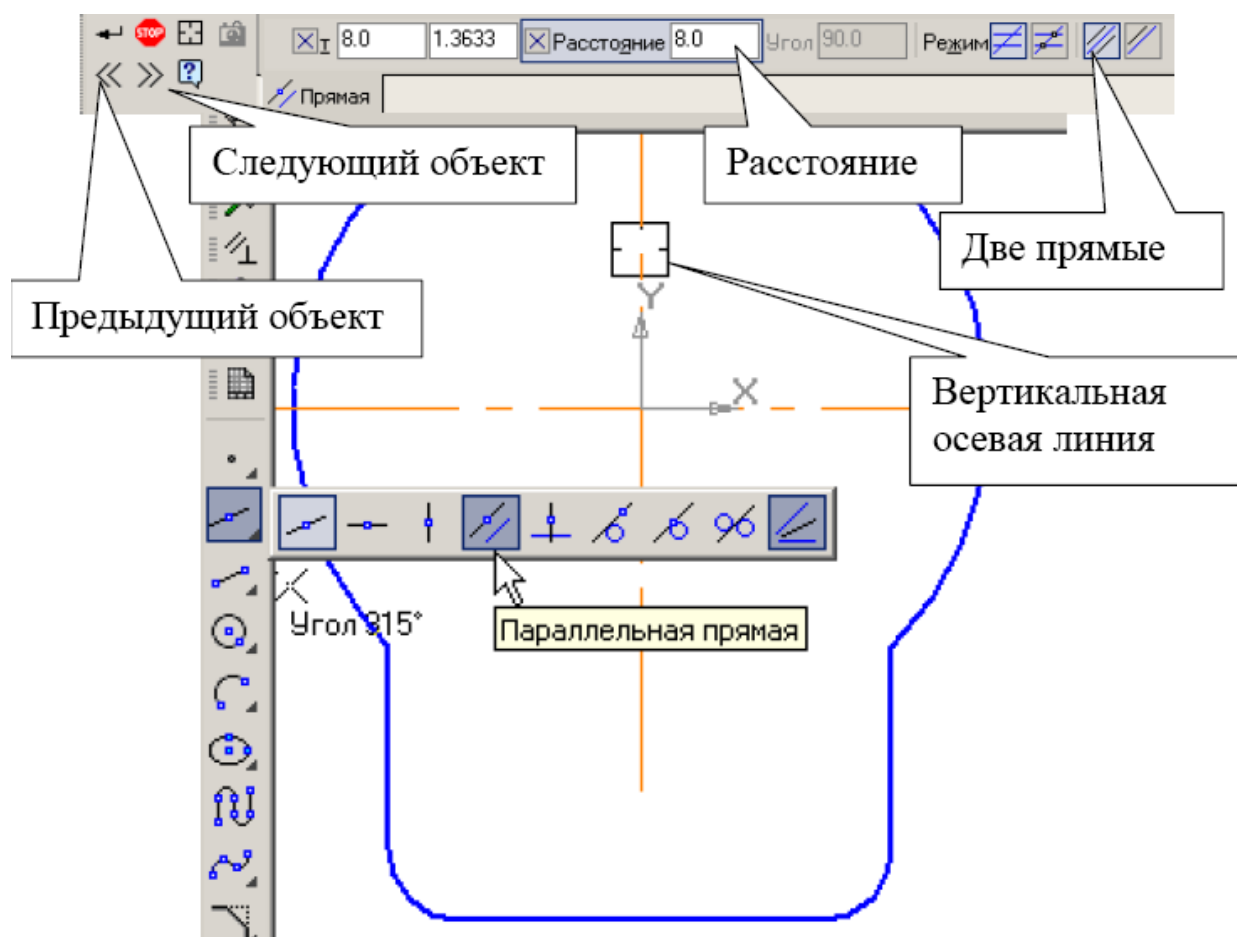 STOP
т 8.0 1.3633 Расстояние 8.0 Угол 90.0 Режим
?
Прямая
Следующий объект
Расстояние
Две прямые
Предыдущий объект
Y
X
Вертикальная
осевая линия
Угол 315°
Параллельная прямая